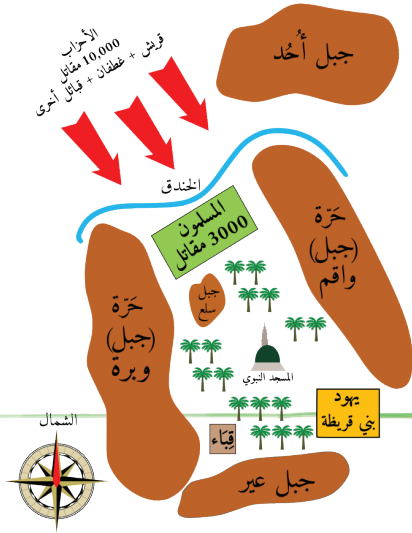 الأحزاب
10,000 مقاتل
قريش + غطفان + قبائل أخرى
جبل أُحُد
الخندق
المسلمون
3000 مقاتل
حَرّة
(جبل)
واقم
جبل
سلع
حَرّة
(جبل)
وبرة
المسجد النبوي
يهود
بني قريظة
الشمال
قِبَاء
جبل عير